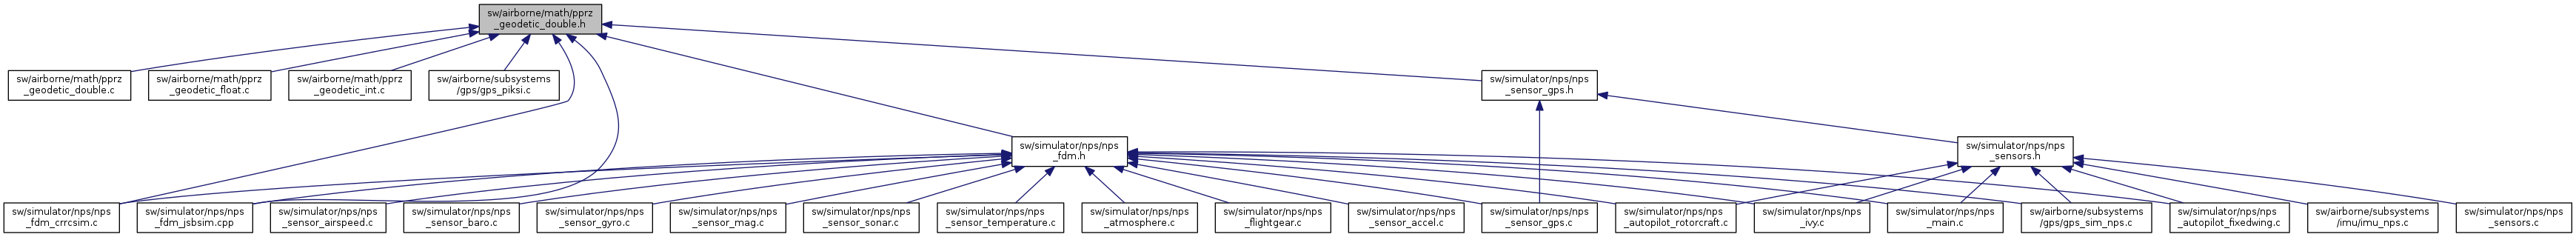 sw/airborne/math/pprz
_geodetic_double.h
sw/airborne/math/pprz
_geodetic_double.c
sw/airborne/math/pprz
_geodetic_float.c
sw/airborne/math/pprz
_geodetic_int.c
sw/airborne/subsystems
/gps/gps_piksi.c
sw/simulator/nps/nps
_sensor_gps.h
sw/simulator/nps/nps
_fdm.h
sw/simulator/nps/nps
_sensors.h
sw/simulator/nps/nps
_fdm_crrcsim.c
sw/simulator/nps/nps
_fdm_jsbsim.cpp
sw/simulator/nps/nps
_sensor_airspeed.c
sw/simulator/nps/nps
_sensor_baro.c
sw/simulator/nps/nps
_sensor_gyro.c
sw/simulator/nps/nps
_sensor_mag.c
sw/simulator/nps/nps
_sensor_sonar.c
sw/simulator/nps/nps
_sensor_temperature.c
sw/simulator/nps/nps
_atmosphere.c
sw/simulator/nps/nps
_flightgear.c
sw/simulator/nps/nps
_sensor_accel.c
sw/simulator/nps/nps
_sensor_gps.c
sw/simulator/nps/nps
_autopilot_rotorcraft.c
sw/simulator/nps/nps
_ivy.c
sw/simulator/nps/nps
_main.c
sw/airborne/subsystems
/gps/gps_sim_nps.c
sw/simulator/nps/nps
_autopilot_fixedwing.c
sw/airborne/subsystems
/imu/imu_nps.c
sw/simulator/nps/nps
_sensors.c